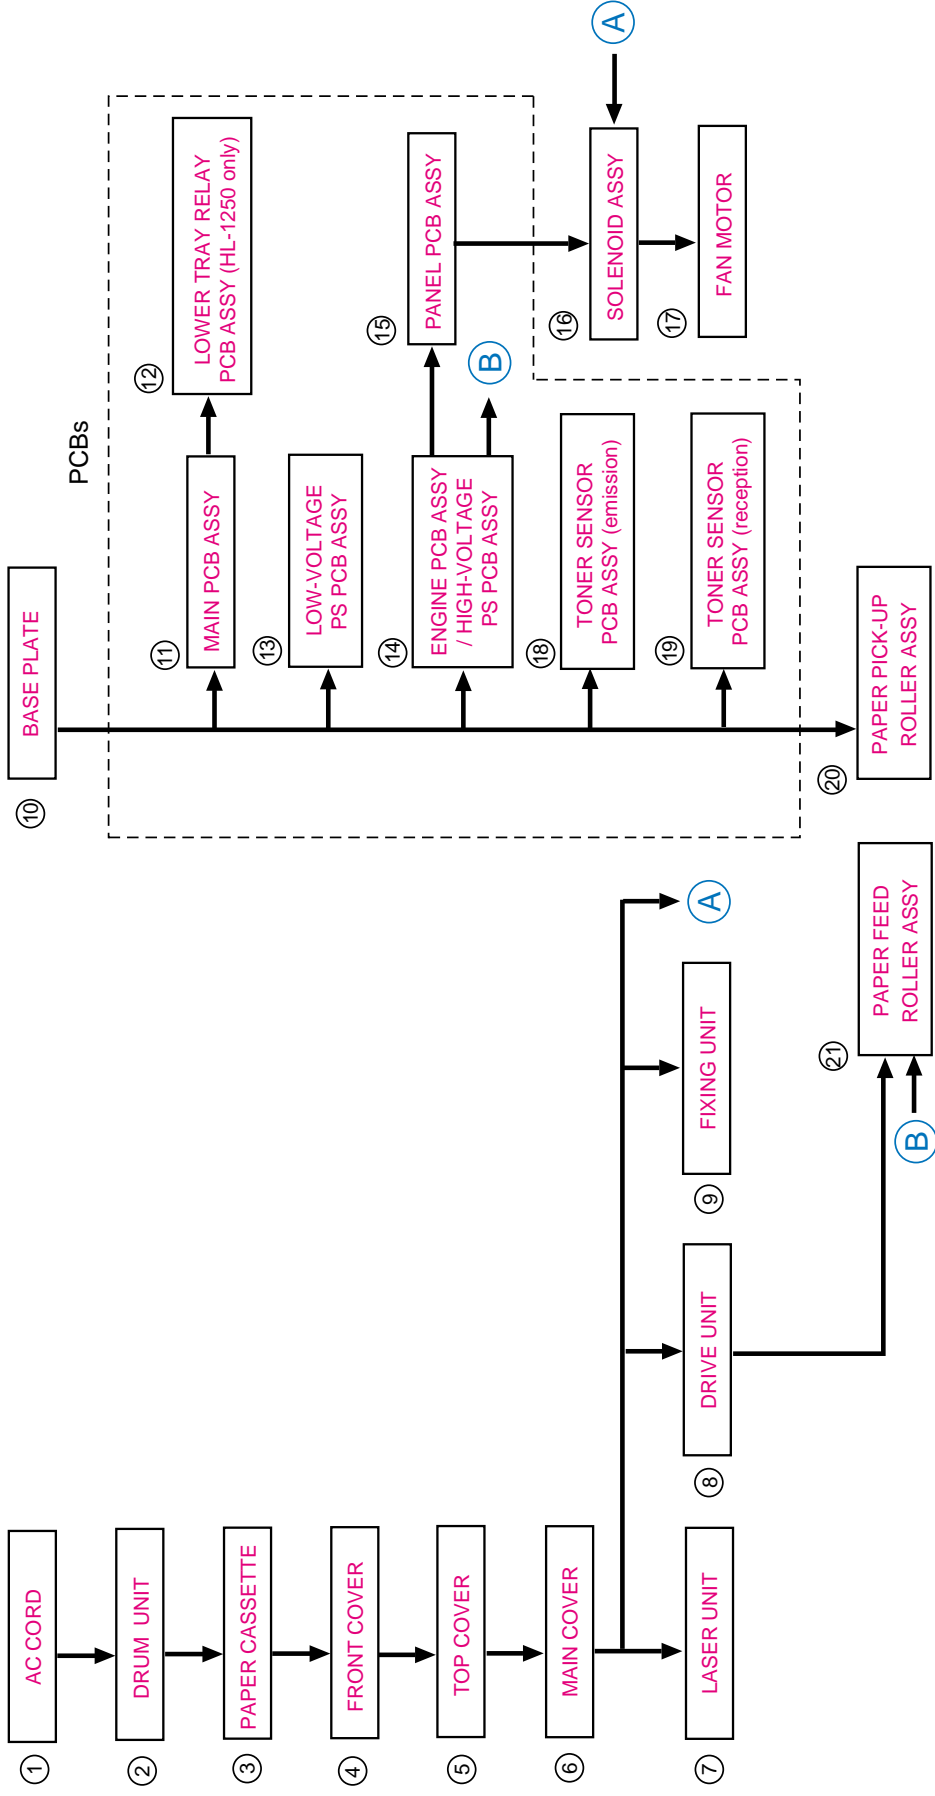 1
AC CORD
2
DRUM UNIT
3
PAPER CASSETTE
4
FRONT COVER
5
TOP COVER
6
MAIN COVER
7
LASER UNIT
8
DRIVE UNIT
9
FIXING UNIT
A
B
21
PAPER FEED
ROLLER ASSY
10
BASE PLATE
PCBs
11
MAIN PCB ASSY
12
LOWER TRAY RELAY
PCB ASSY (HL-1250 only)
13
LOW-VOLTAGE
PS PCB ASSY
14
ENGINE PCB ASSY
/ HIGH-VOLTAGE
PS PCB ASSY
B
15
PANEL PCB ASSY
A
16
SOLENOID ASSY
17
FAN MOTOR
18
TONER SENSOR
PCB ASSY (emission)
19
TONER SENSOR
PCB ASSY (reception)
20
PAPER PICK-UP
ROLLER ASSY